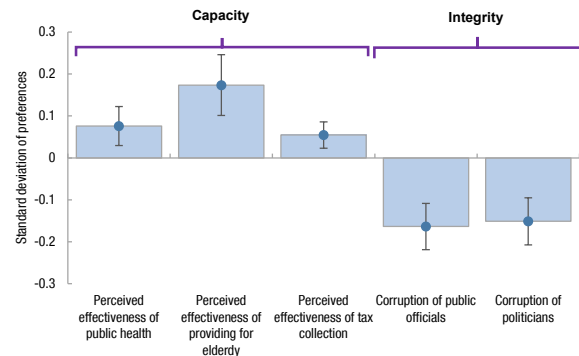 Capacity
Integrity
Standard deviation of preferences
0.3
0.2
0.1
0
-0.1
-0.2
-0.3
Perceived
effectiveness of
public health
Perceived
effectiveness of
providing for
elderdy
Perceived
effectiveness of tax
collection
Corruption of public
officials
Corruption of
politicians